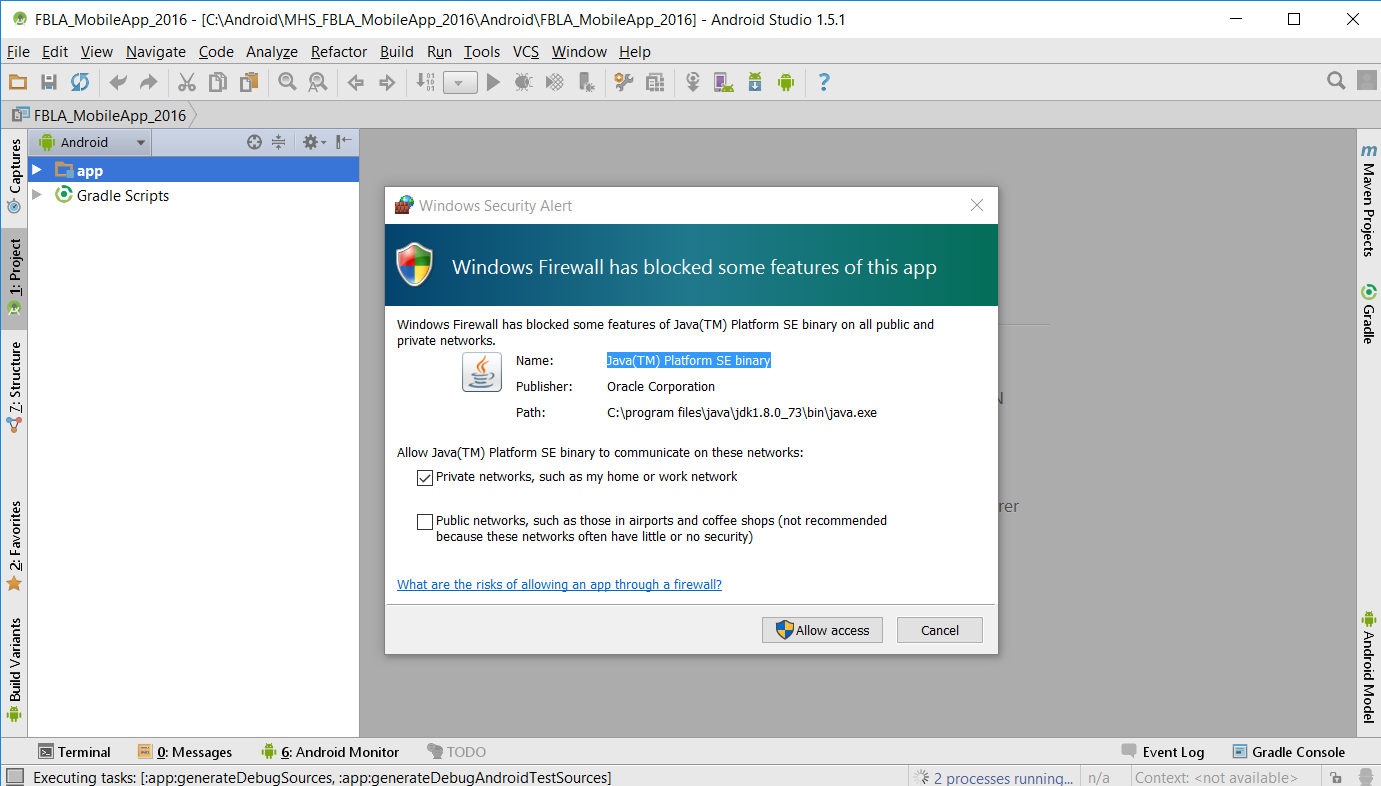 FBLA_MobileApp_2016 - [C:\Android\MHS_FBLA_MobileApp_2016\Android\FBLA_MobileApp_2016] - Android Studio 1.5.1
File Edit View Navigate Code Analyze Refactor Build Run Tools VCS Window Help
FBLA_MobileApp_2016
Android
app
Gradle Scripts
Captures
1: Project
7: Structure
2: Favorites
Build Variants
Windows Security Alert
Windows Firewall has blocked some features of this app
Windows Firewall has blocked some features of Java(TM) Platform SE binary on all public and
private networks.
Name: Java(TM) Platform SE binary
Publisher: Oracle Corporation
Path: C:\program files\java\jdk1.8.0_73\bin\java.exe
Allow Java(TM) Platform SE binary to communicate on these networks:
Private networks, such as my home or work network
Public networks, such as those in airports and coffee shops (not recommended
because these networks often have little or no security)
What are the risks of allowing an app through a firewall?
Allow access Cancel
rer
Maven Projects
Gradle
Android Model
Terminal 0: Messages 6: Android Monitor TODO Event Log Gradle Console
Executing tasks: [:app:generateDebugSources, :app:generateDebugAndroidTestSources] 2 processes running... n/a Context: <not available>